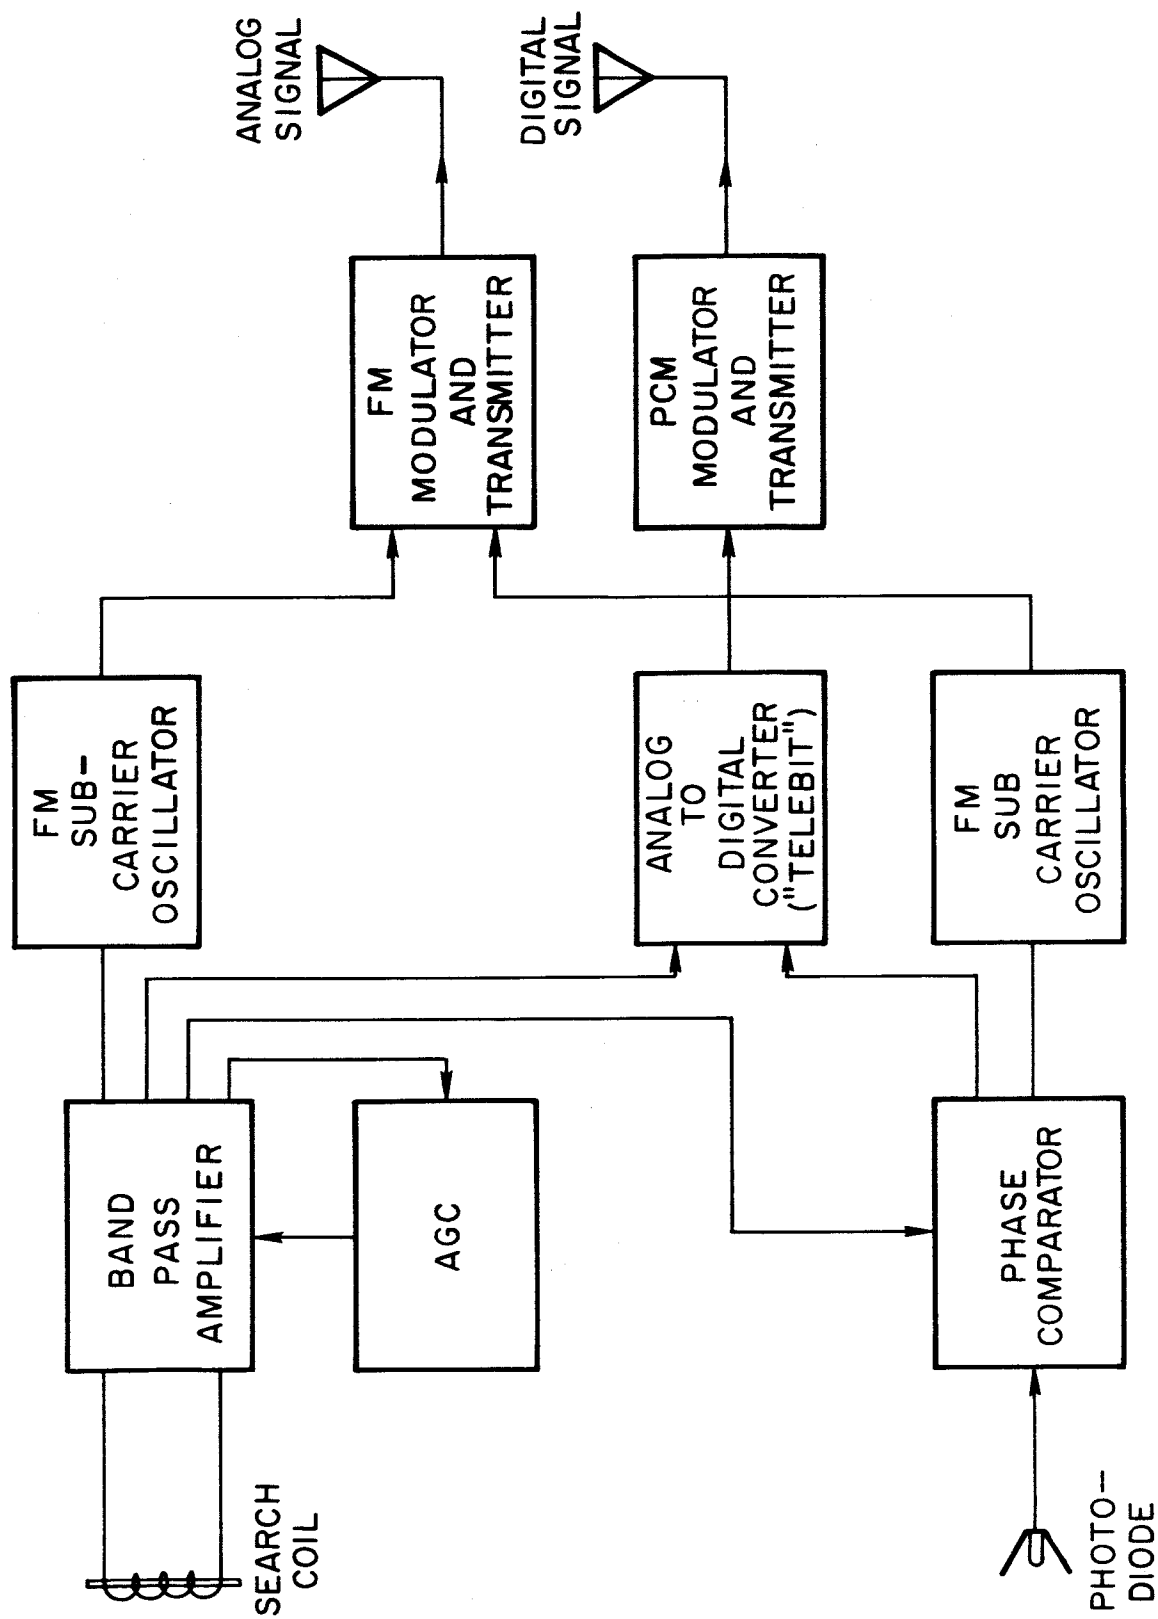 SEARCH
COIL
BAND
PASS
AMPLIFIER
FM
SUB-
CARRIER
OSCILLATOR
AGC
FM
MODULATOR
AND
TRANSMITTER
ANALOG
SIGNAL
ANALOG
TO
DIGITAL
CONVERTER
("TELEBIT")
PCM
MODULATOR
AND
TRANSMITTER
DIGITAL
SIGNAL
PHOTO-
DIODE
PHASE
COMPARATOR
FM
SUB
CARRIER
OSCILLATOR